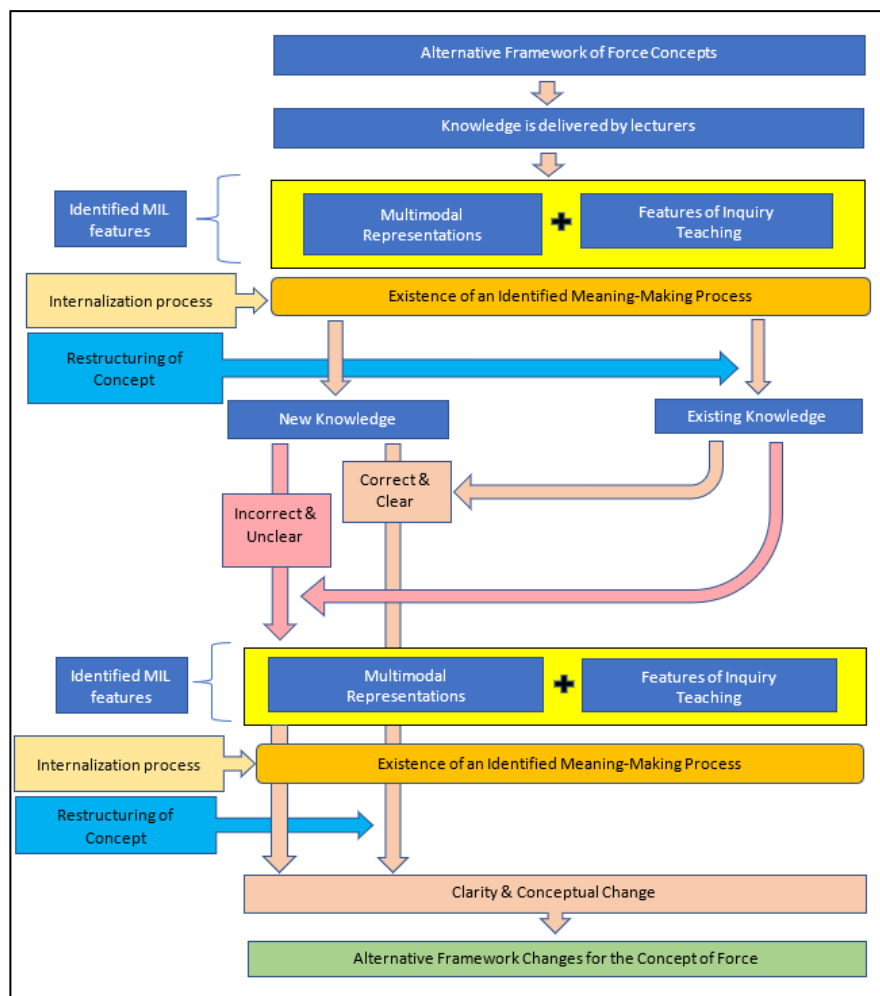 Alternative Framework of Force Concepts
Knowledge is delivered by lecturers
Identified MIL
features
Multimodal
Representations
Features of Inquiry
Teaching
Internalization process
Existence of an Identified Meaning-Making Process
Restructuring of
Concept
New Knowledge
Existing Knowledge
Correct &
Clear
Incorrect &
Unclear
Identified MIL
features
Multimodal
Representations
Features of Inquiry
Teaching
Internalization process
Existence of an Identified Meaning-Making Process
Restructuring of
Concept
Clarity & Conceptual Change
Alternative Framework Changes for the Concept of Force